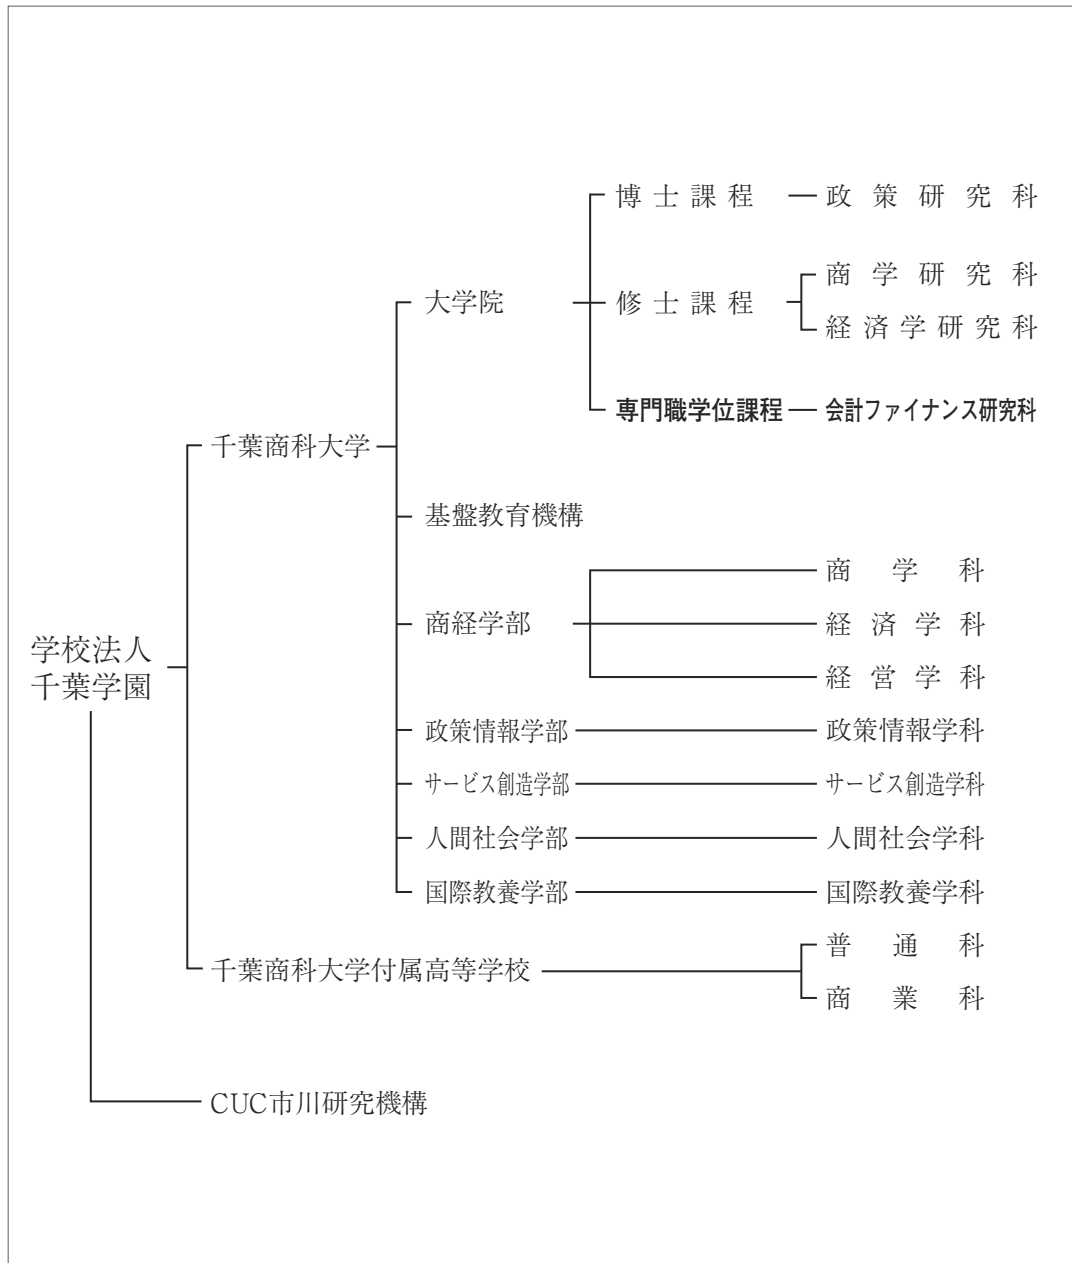 博士課程
政策研究科
商学研究科
大学院
修士課程
経済学研究科
専門職学位課程
会計ファイナンス研究科
千葉商科大学
基盤教育機構
商学科
商経学部
経済学科
経営学科
学校法人
千葉学園
政策情報学部
政策情報学科
サービス創造学部
サービス創造学科
人間社会学部
人間社会学科
国際教養学部
国際教養学科
普通科
千葉商科大学付属高等学校
商業科
CUC市川研究機構